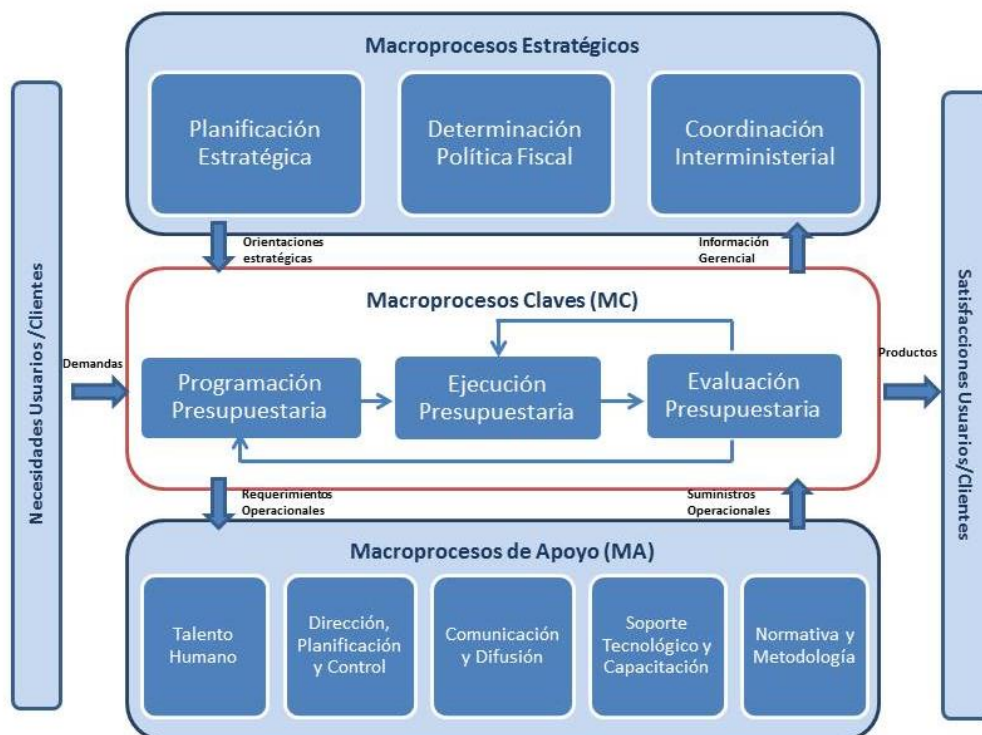 Macroprocesos Estratégicos
Planificación
Estratégica
Determinación
Política Fiscal
Coordinación
Interministerial
Orientaciones
estratégicas
Información
Gerencial
Necesidades Usuarios /Clientes
Demandas
Macroprocesos Claves (MC)
Programación
Presupuestaria
Ejecución
Presupuestaria
Evaluación
Presupuestaria
Productos
Satisfacciones Usuarios/Clientes
Requerimientos
Operacionales
Suministros
Operacionales
Macroprocesos de Apoyo (MA)
Talento
Humano
Dirección,
Planificación
y Control
Comunicación
y Difusión
Soporte
Tecnológico y
Capacitación
Normativa y
Metodología